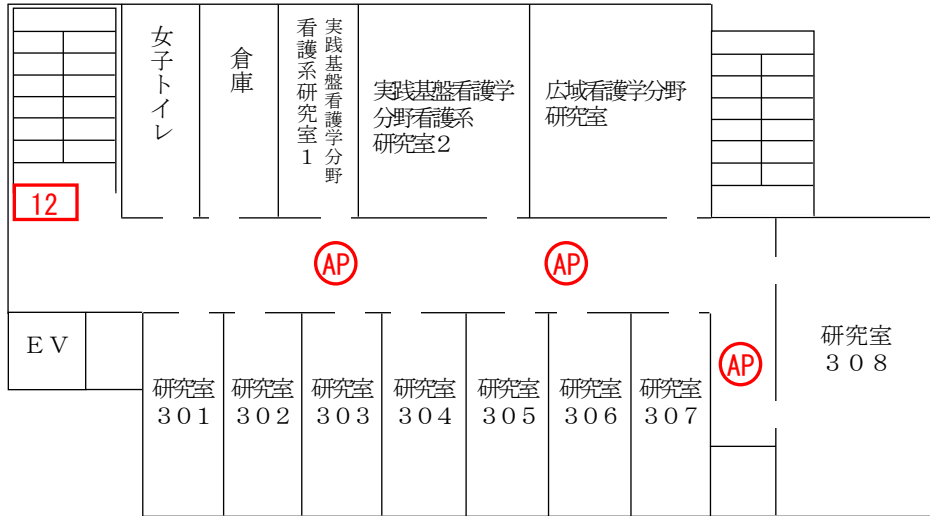 女子トイレ
倉庫
実践基盤看護学分野
看護系研究室１
実践基盤看護学
分野看護系
研究室２
広域看護学分野
研究室
12
AP
AP
ＥＶ
研究室
３０１
研究室
３０２
研究室
３０３
研究室
３０４
研究室
３０５
研究室
３０６
研究室
３０７
AP
研究室
３０８